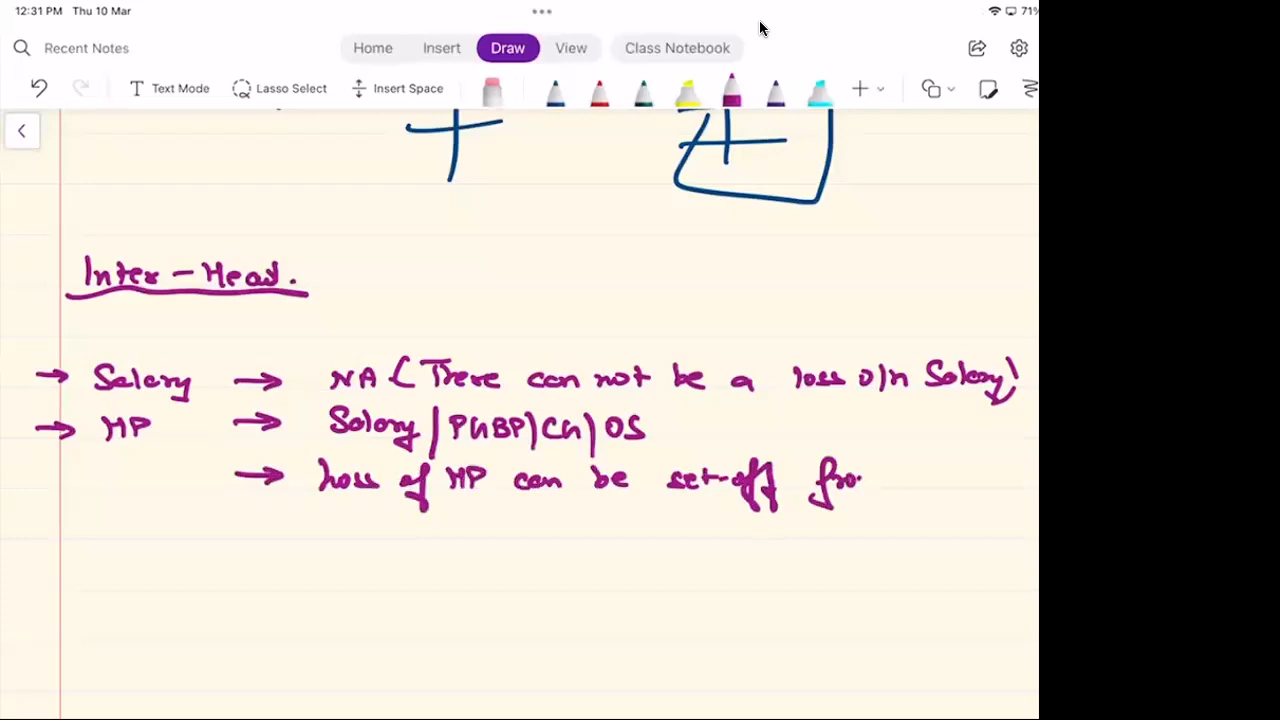 12:31 PM Thu 10 Mar 71%
Recent Notes Home Insert Draw View Class Notebook
Text Mode Lasso Select Insert Space
Inter - Head.
→ Salary → NA (There can not be a loss o/h Salary)
→ HP → Salary | PGBP | CG | OS
→ Loss of HP can be set-off fro